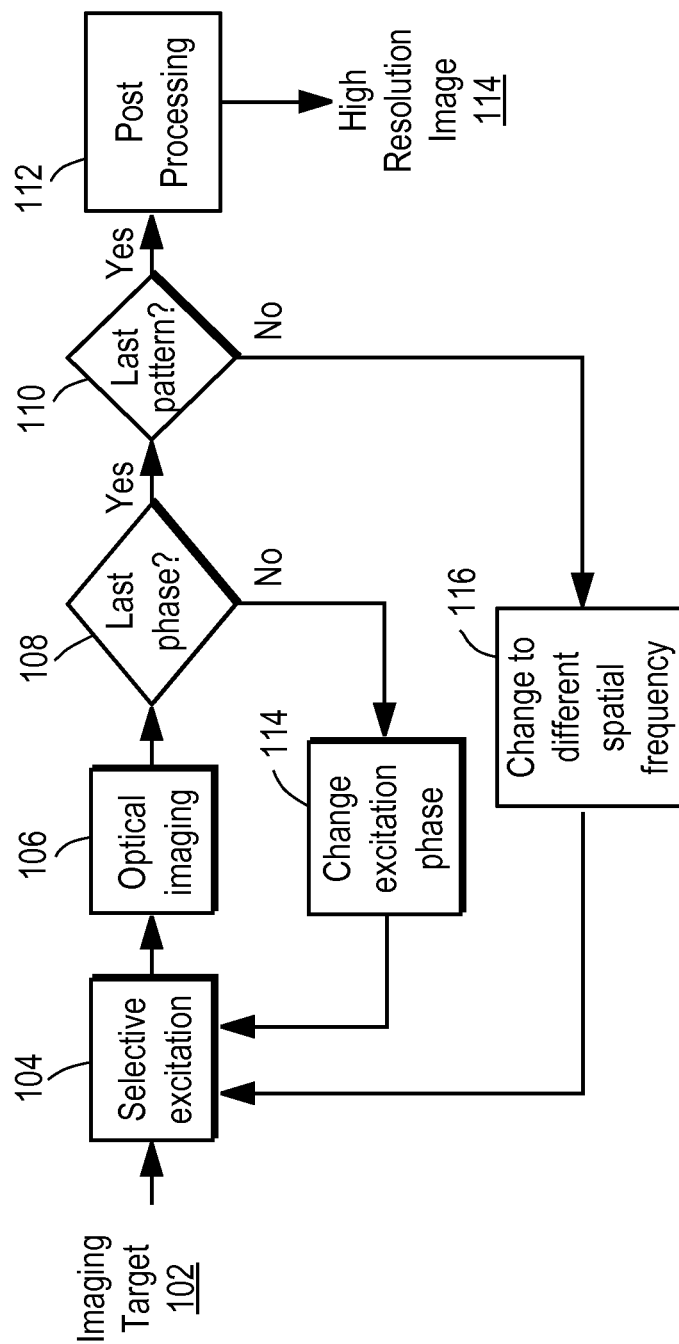 Imaging
Target
102
104
Selective
excitation
106
Optical
imaging
108
Last
phase?
Yes
No
110
Last
pattern?
Yes
No
112
Post
Processing
High
Resolution
Image
114
114
Change
excitation
phase
116
Change to
different
spatial
frequency